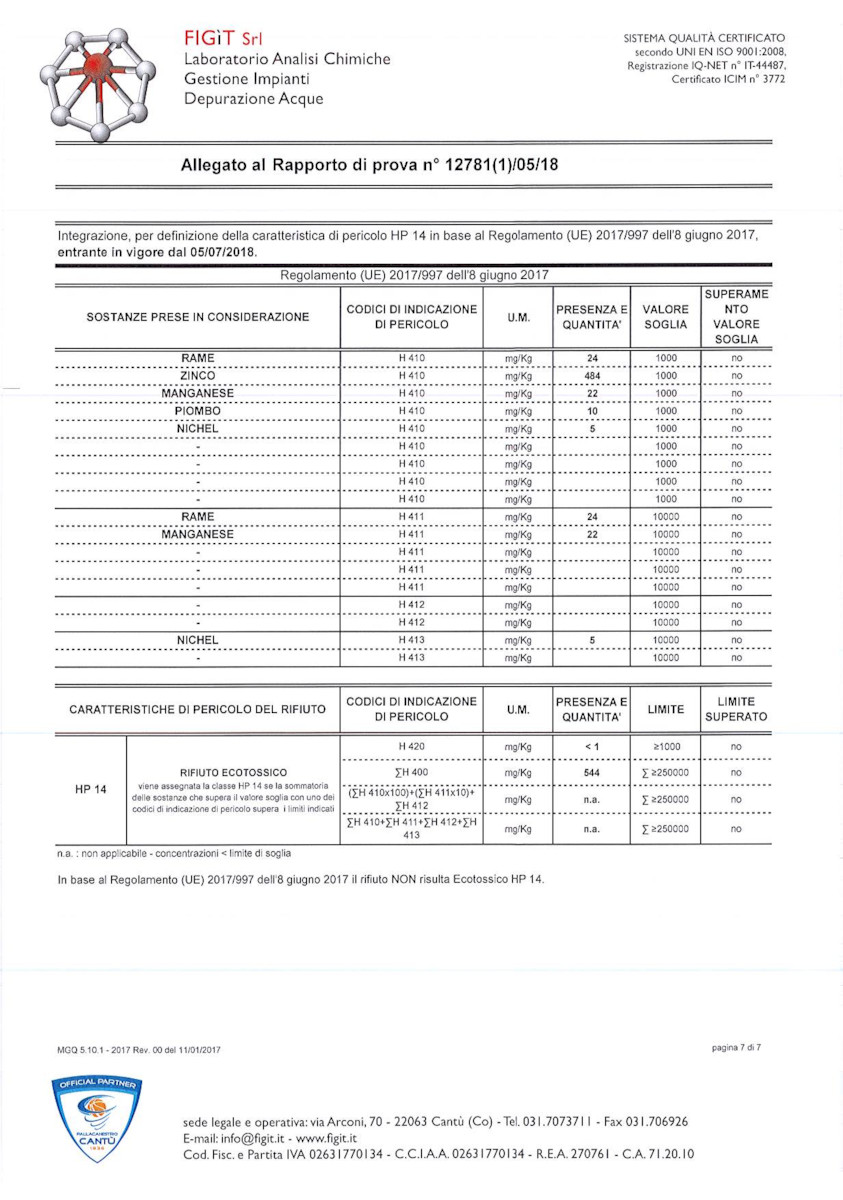 FIGiT Srl
Laboratorio Analisi Chimiche
Gestione Impianti
Depurazione Acque
SISTEMA QUALITÀ CERTIFICATO
secondo UNI EN ISO 9001:2008,
Registrazione IQ-NET n° IT-44487,
Certificato ICIM n° 3772
Allegato al Rapporto di prova n° 12781(1)/05/18
Integrazione, per definizione della caratteristica di pericolo HP 14 in base al Regolamento (UE) 2017/997 dell'8 giugno 2017,
entrante in vigore dal 05/07/2018.
Regolamento (UE) 2017/997 dell'8 giugno 2017
SOSTANZE PRESE IN CONSIDERAZIONE CODICI DI INDICAZIONE DI PERICOLO U.M. PRESENZA E QUANTITA' VALORE SOGLIA SUPERAME NTO VALORE SOGLIA
RAME H 410 mg/Kg 24 1000 no
ZINCO H 410 mg/Kg 484 1000 no
MANGANESE H 410 mg/Kg 22 1000 no
PIOMBO H 410 mg/Kg 10 1000 no
NICHEL H 410 mg/Kg 5 1000 no
- H 410 mg/Kg 1000 no
- H 410 mg/Kg 1000 no
- H 410 mg/Kg 1000 no
- H 410 mg/Kg 1000 no
RAME H 411 mg/Kg 24 10000 no
MANGANESE H 411 mg/Kg 22 10000 no
- H 411 mg/Kg 10000 no
- H 411 mg/Kg 10000 no
- H 411 mg/Kg 10000 no
- H 412 mg/Kg 10000 no
- H 412 mg/Kg 10000 no
NICHEL H 413 mg/Kg 5 10000 no
- H 413 mg/Kg 10000 no
CARATTERISTICHE DI PERICOLO DEL RIFIUTO CODICI DI INDICAZIONE DI PERICOLO U.M. PRESENZA E QUANTITA' LIMITE LIMITE SUPERATO
HP 14
RIFIUTO ECOTOSSICO
viene assegnata la classe HP 14 se la sommatoria
delle sostanze che supera il valore soglia con uno dei
codici di indicazione di pericolo supera i limiti indicati
H 420 mg/Kg < 1 ≥1000 no
∑H 400 mg/Kg 544 ∑ ≥250000 no
(∑H 410x100)+(∑H 411x10)+ ∑H 412 mg/Kg n.a. ∑ ≥250000 no
∑H 410+∑H 411+∑H 412+∑H 413 mg/Kg n.a. ∑ ≥250000 no
n.a. : non applicabile - concentrazioni < limite di soglia
In base al Regolamento (UE) 2017/997 dell'8 giugno 2017 il rifiuto NON risulta Ecotossico HP 14.
MGQ 5.10.1 - 2017 Rev. 00 del 11/01/2017
pagina 7 di 7
OFFICIAL PARTNER
PALLACANESTRO
CANTÙ
1936
sede legale e operativa: via Arconi, 70 - 22063 Cantù (Co) - Tel. 031.7073711 - Fax 031.706926
E-mail: info@figit.it - www.figit.it
Cod. Fisc. e Partita IVA 02631770134 - C.C.I.A.A. 02631770134 - R.E.A. 270761 - C.A. 71.20.10